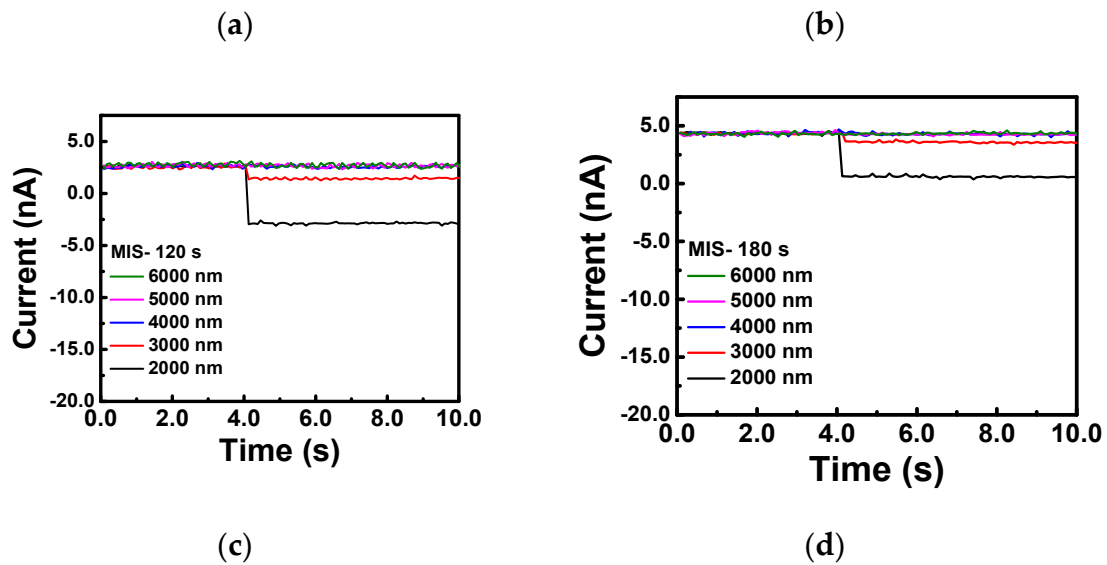 (a)
(b)
Current (nA)
5.0
0.0
-5.0
-10.0
-15.0
-20.0
MIS- 120 s
6000 nm
5000 nm
4000 nm
3000 nm
2000 nm
0.0 2.0 4.0 6.0 8.0 10.0
Time (s)
Current (nA)
5.0
0.0
-5.0
-10.0
-15.0
-20.0
MIS- 180 s
6000 nm
5000 nm
4000 nm
3000 nm
2000 nm
0.0 2.0 4.0 6.0 8.0 10.0
Time (s)
(c)
(d)